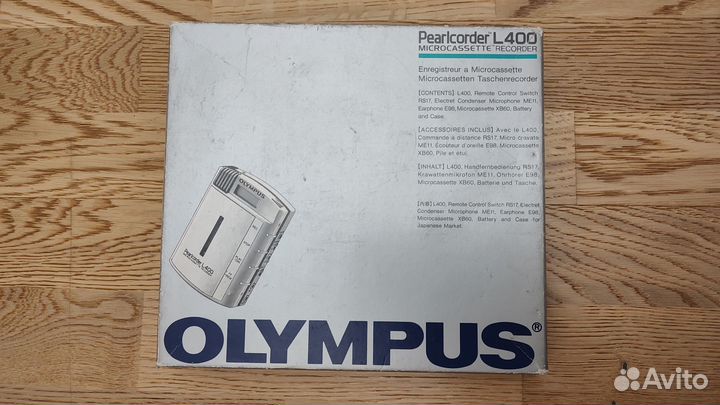 Pearlcorder™ L400
MICROCASSETTE™ RECORDER
Enregistreur a Microcassette
Microcassetten Taschenrecorder
[CONTENTS] L400, Remote Control Switch
RS17, Electret Condenser Microphone ME11,
Earphone E98, Microcassette XB60, Battery
and Case.
[ACCESSOIRES INCLUS] Avec le L400,
Commande à distance RS17, Micro cravate
ME11, Écouteur d'oreille E98, Microcassette
XB60, Pile et étui.
[INHALT] L400, Handfernbedienung RS17,
Krawattenmikrofon ME11, Ohrhörer E98,
Microcassette XB60, Batterie und Tasche.
L400, Remote Control Switch RS17, Electret
Condenser Microphone ME11, Earphone E98,
Microcassette XB60, Battery and Case for
Japanese Market.
OLYMPUS
Pearlcorder L400
OLYMPUS®
Avito